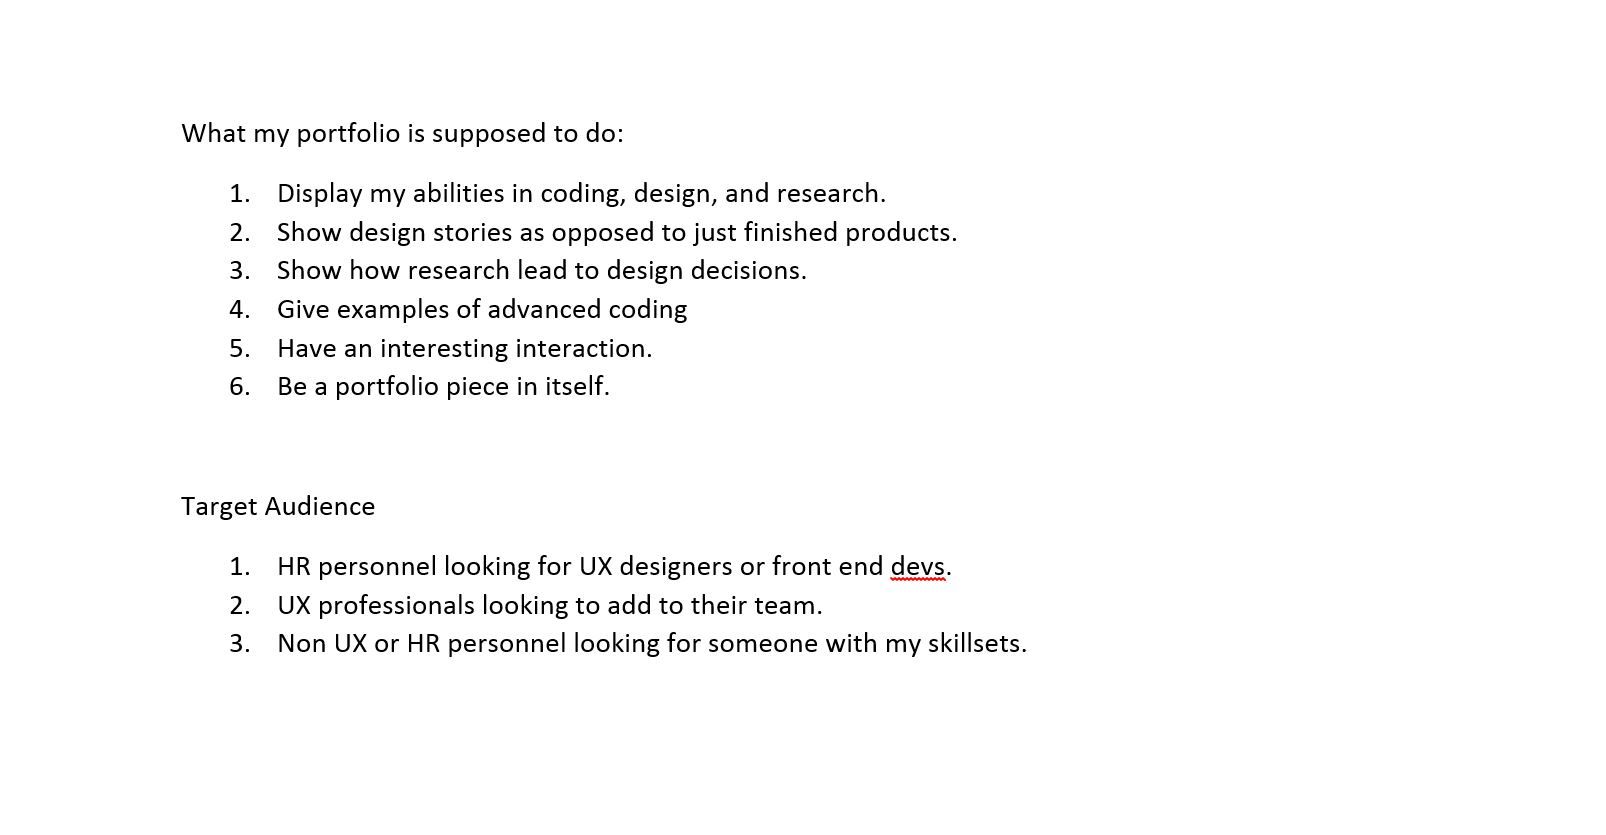 What my portfolio is supposed to do:
1. Display my abilities in coding, design, and research.
2. Show design stories as opposed to just finished products.
3. Show how research lead to design decisions.
4. Give examples of advanced coding
5. Have an interesting interaction.
6. Be a portfolio piece in itself.
Target Audience
1. HR personnel looking for UX designers or front end devs.
2. UX professionals looking to add to their team.
3. Non UX or HR personnel looking for someone with my skillsets.